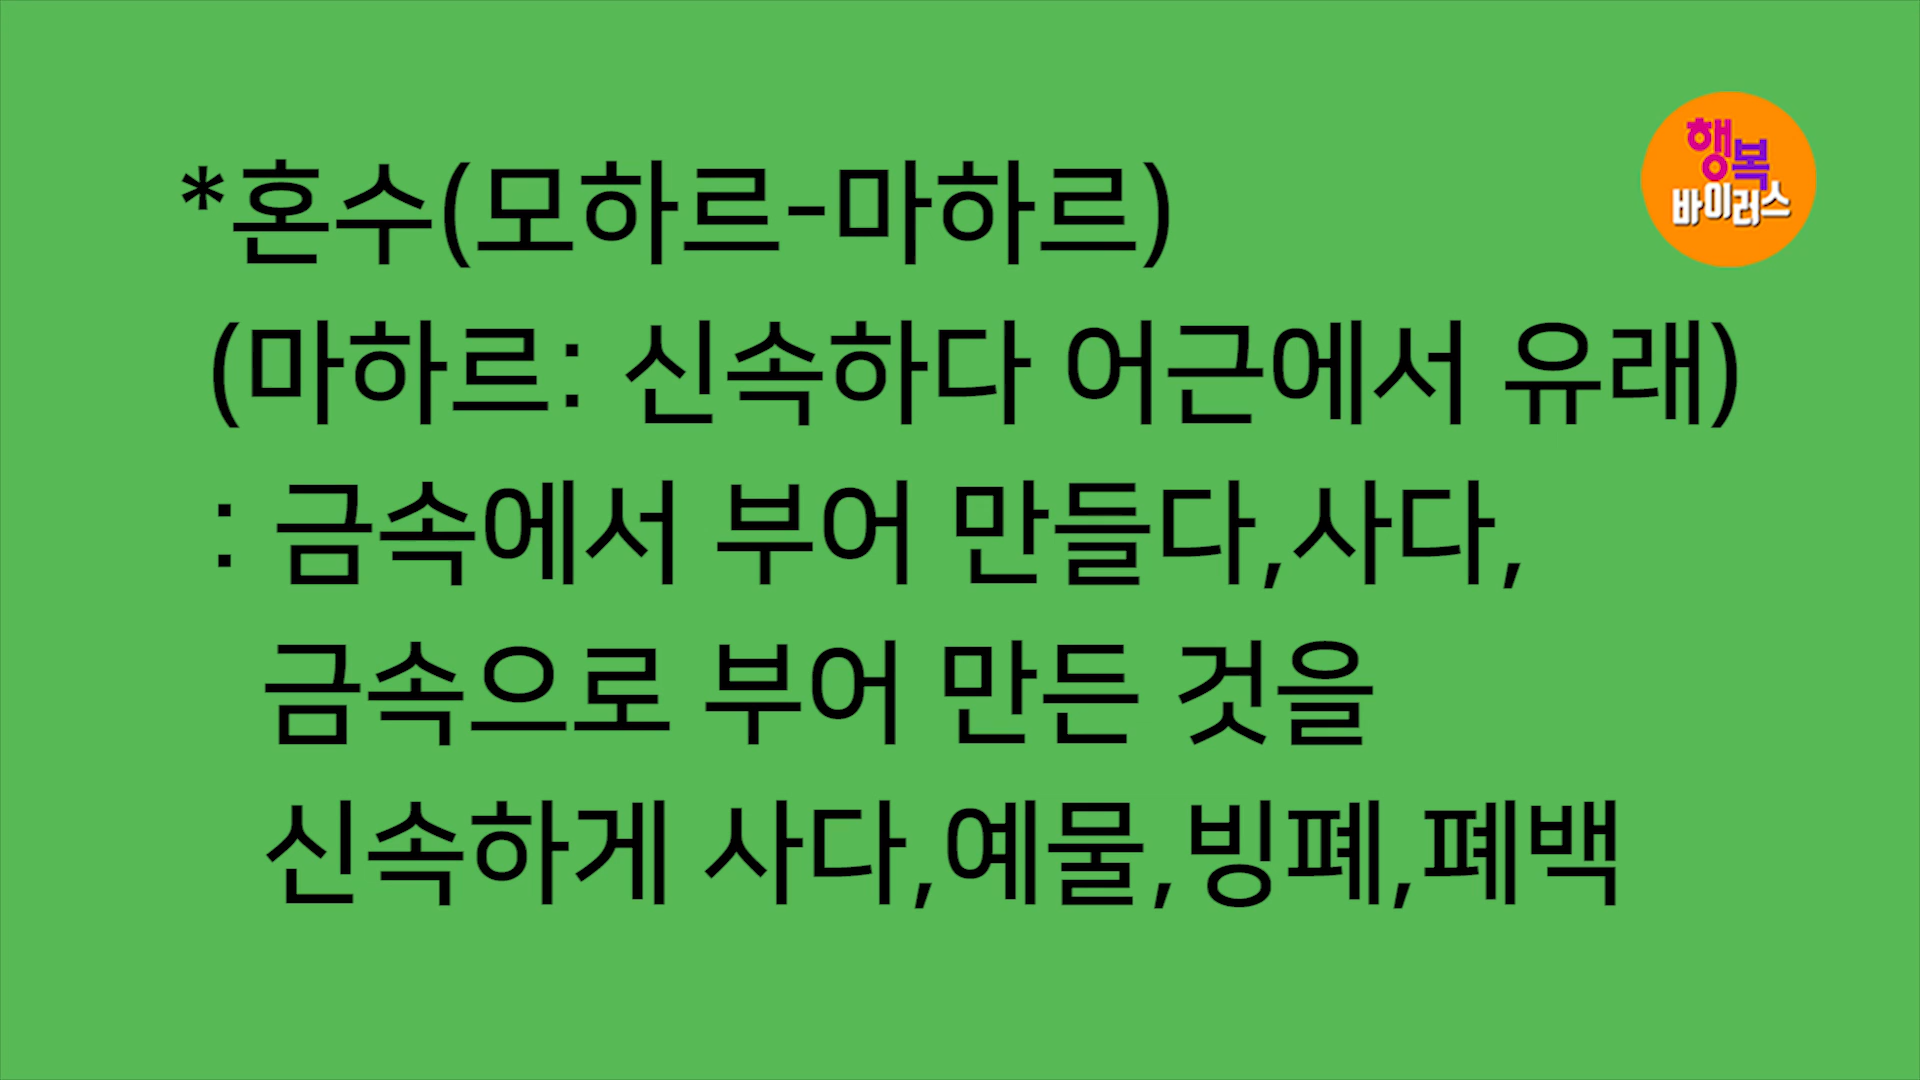 *혼수(모하르-마하르)
(마하르: 신속하다 어근에서 유래)
: 금속에서 부어 만들다,사다,
금속으로 부어 만든 것을
신속하게 사다,예물,빙폐,폐백
행복
바이러스